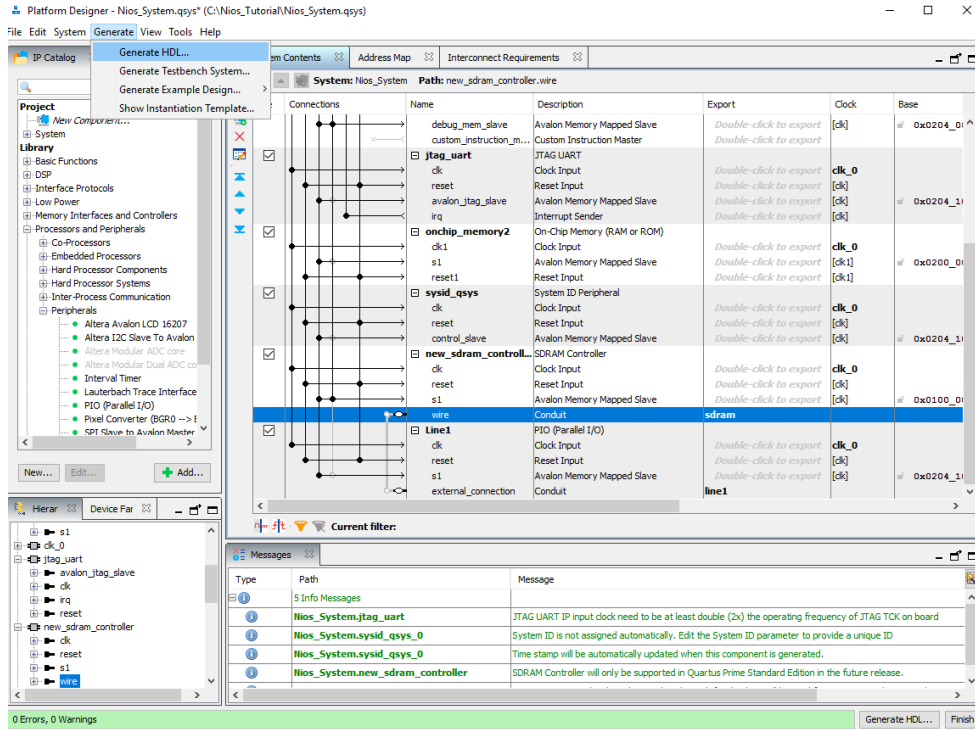 Platform Designer - Nios_System.qsys* (C:\Nios_Tutorial\Nios_System.qsys)
File Edit System Generate View Tools Help
Generate HDL...
Generate Testbench System...
Generate Example Design...
Show Instantiation Template...
IP Catalog
Project
New Component...
System
Library
Basic Functions
DSP
Interface Protocols
Low Power
Memory Interfaces and Controllers
Processors and Peripherals
Co-Processors
Embedded Processors
Hard Processor Components
Hard Processor Systems
Inter-Process Communication
Peripherals
Altera Avalon LCD 16207
Altera I2C Slave To Avalon
Altera Modular ADC core
Altera Modular Dual ADC co
Interval Timer
Lauterbach Trace Interface
PIO (Parallel I/O)
Pixel Converter (BGR0 -->
SPI Slave to Avalon Master
New... Edit... Add...
Hierar Device Far
s1
clk_0
jtag_uart
avalon_jtag_slave
clk
irq
reset
new_sdram_controller
clk
reset
s1
wire
Contents Address Map Interconnect Requirements
System: Nios_System Path: new_sdram_controller.wire
Connections Name Description Export Clock Base
debug_mem_slave Avalon Memory Mapped Slave Double-click to export [clk]
custom_instruction_m... Custom Instruction Master Double-click to export
jtag_uart JTAG UART
clk Clock Input Double-click to export clk_0
reset Reset Input Double-click to export [clk]
avalon_jtag_slave Avalon Memory Mapped Slave Double-click to export [clk]
irq Interrupt Sender Double-click to export [clk]
onchip_memory2 On-Chip Memory (RAM or ROM)
clk1 Clock Input Double-click to export clk_0
s1 Avalon Memory Mapped Slave Double-click to export [clk1]
reset1 Reset Input Double-click to export [clk1]
sysid_qsys System ID Peripheral
clk Clock Input Double-click to export clk_0
reset Reset Input Double-click to export [clk]
control_slave Avalon Memory Mapped Slave Double-click to export [clk]
new_sdram_controll... SDRAM Controller
clk Clock Input Double-click to export clk_0
reset Reset Input Double-click to export [clk]
s1 Avalon Memory Mapped Slave Double-click to export [clk]
wire Conduit sdram
Line1 PIO (Parallel I/O)
clk Clock Input Double-click to export clk_0
reset Reset Input Double-click to export [clk]
s1 Avalon Memory Mapped Slave Double-click to export [clk]
external_connection Conduit line1
Current filter:
Messages
Type Path Message
5 Info Messages
Nios_System.jtag_uart JTAG UART IP input clock need to be at least double (2x) the operating frequency of JTAG TCK on board
Nios_System.sysid_qsys_0 System ID is not assigned automatically. Edit the System ID parameter to provide a unique ID
Nios_System.sysid_qsys_0 Time stamp will be automatically updated when this component is generated.
Nios_System.new_sdram_controller SDRAM Controller will only be supported in Quartus Prime Standard Edition in the future release.
0 Errors, 0 Warnings
Generate HDL... Finish